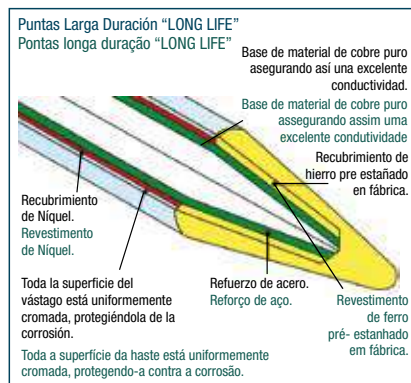 Puntas Larga Duración “LONG LIFE”
Pontas longa duração “LONG LIFE”
Base de material de cobre puro
asegurando así una excelente
conductividad.
Base de material de cobre puro
assegurando assim uma
excelente condutividade
Recubrimiento de
hierro pre estañado
en fábrica.
Recubrimiento
de Níquel.
Revestimento
de Níquel.
Toda la superficie del
vástago está uniformemente
cromada, protegiéndola de la
corrosión.
Refuerzo de acero.
Reforço de aço.
Revestimento
de ferro
pré- estanhado
em fábrica.
Toda a superfície da haste está uniformemente
cromada, protegendo-a contra a corrosão.